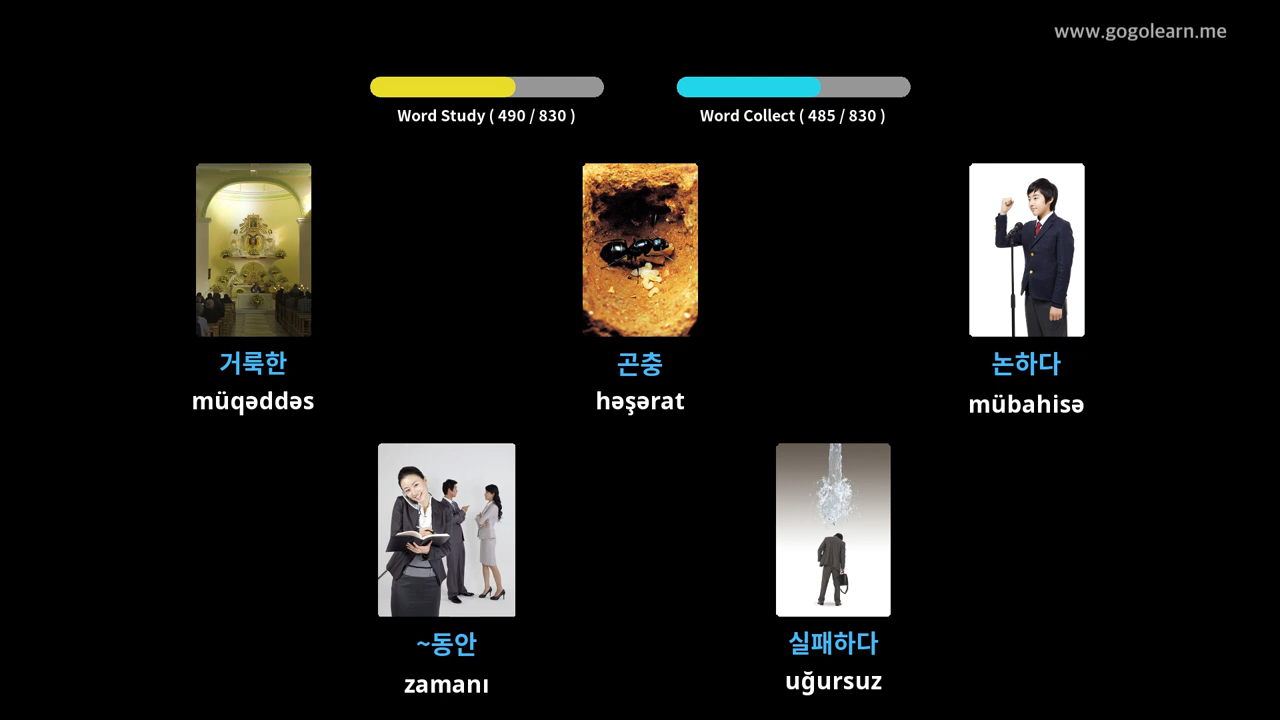 www.gogolearn.me
Word Study ( 490 / 830 )
Word Collect ( 485 / 830 )
거룩한
müqəddəs
곤충
həşərat
논하다
mübahisə
~동안
zamanı
실패하다
uğursuz